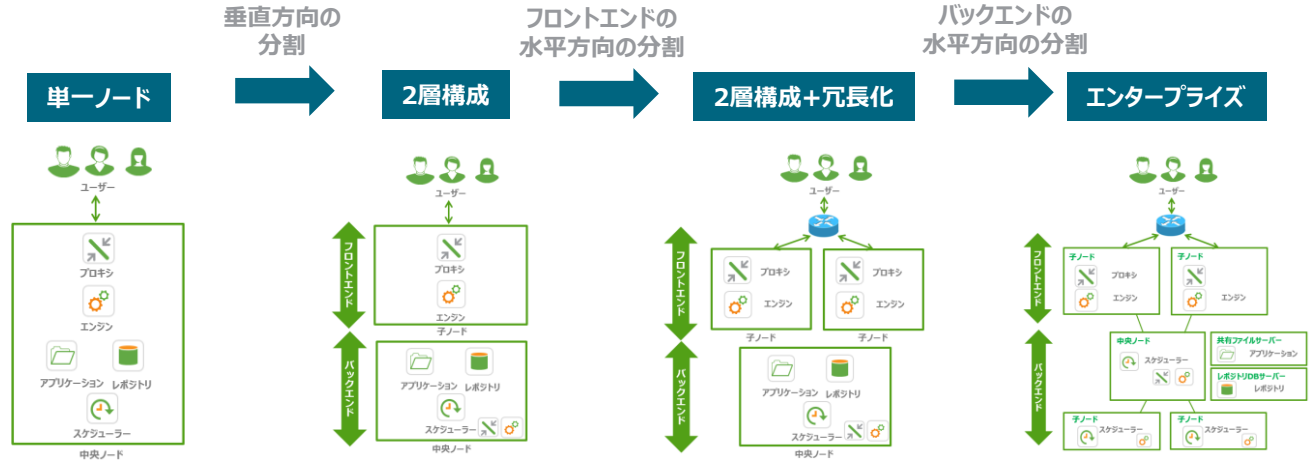 垂直方向の
分割
フロントエンドの
水平方向の分割
バックエンドの
水平方向の分割
単一ノード
2層構成
2層構成+冗長化
エンタープライズ
ユーザー
プロキシ
エンジン
アプリケーション
レポジトリ
スケジューラー
中央ノード
ユーザー
フロントエンド
プロキシ
エンジン
子ノード
バックエンド
アプリケーション
レポジトリ
スケジューラー
中央ノード
ユーザー
フロントエンド
プロキシ
エンジン
子ノード
プロキシ
エンジン
子ノード
バックエンド
アプリケーション
レポジトリ
スケジューラー
中央ノード
ユーザー
フロントエンド
子ノード
プロキシ
エンジン
子ノード
エンジン
バックエンド
中央ノード
スケジューラー
共有ファイルサーバー
アプリケーション
レポジトリDBサーバー
レポジトリ
子ノード
スケジューラー
子ノード
スケジューラー